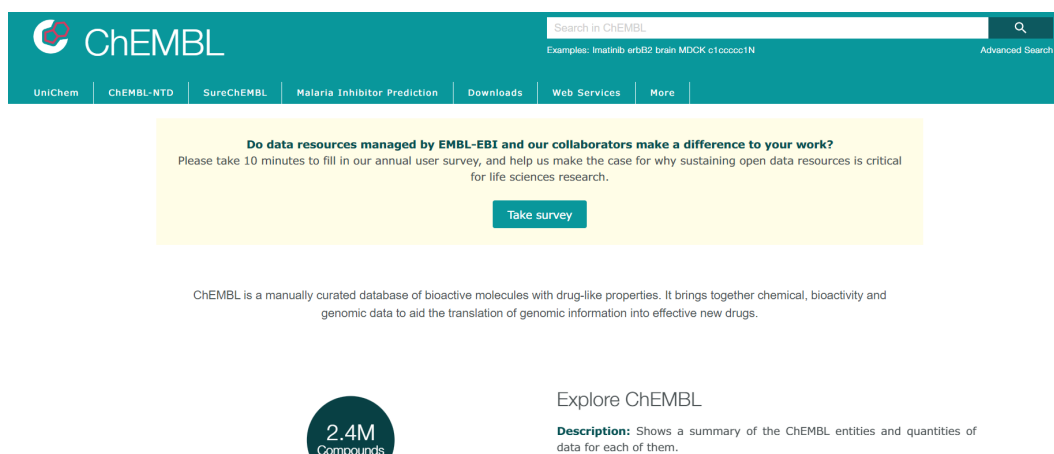 ChEMBL
Search in ChEMBL
Examples: Imatinib erbB2 brain MDCK c1ccccc1N
Advanced Search
UniChem
ChEMBL-NTD
SureChEMBL
Malaria Inhibitor Prediction
Downloads
Web Services
More
Do data resources managed by EMBL-EBI and our collaborators make a difference to your work?
Please take 10 minutes to fill in our annual user survey, and help us make the case for why sustaining open data resources is critical
for life sciences research.
Take survey
ChEMBL is a manually curated database of bioactive molecules with drug-like properties. It brings together chemical, bioactivity and
genomic data to aid the translation of genomic information into effective new drugs.
2.4M
Compounds
Explore ChEMBL
Description: Shows a summary of the ChEMBL entities and quantities of
data for each of them.